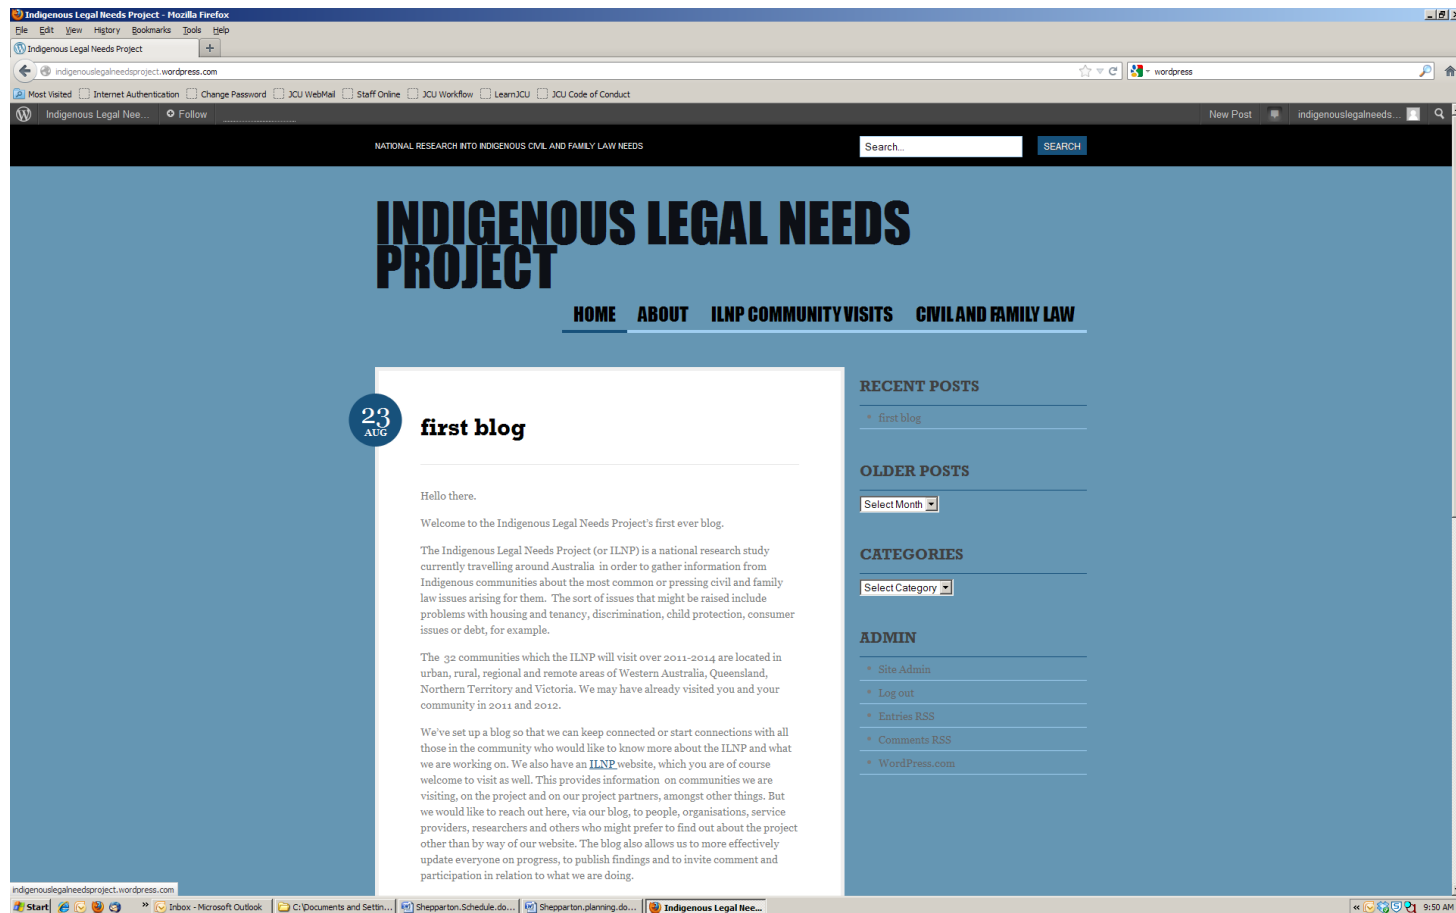 Indigenous Legal Needs Project - Mozilla Firefox
File Edit View History Bookmarks Tools Help
Indigenous Legal Needs Project +
indigenouslegalneedsproject.wordpress.com
wordpress
Most Visited Internet Authentication Change Password JCU WebMail Staff Online JCU Workflow LearnJCU JCU Code of Conduct
Indigenous Legal Nee... Follow
New Post indigenouslegalneeds...
NATIONAL RESEARCH INTO INDIGENOUS CIVIL AND FAMILY LAW NEEDS
Search... SEARCH
INDIGENOUS LEGAL NEEDS
PROJECT
HOME ABOUT ILNP COMMUNITY VISITS CIVIL AND FAMILY LAW
23
AUG
first blog
Hello there.
Welcome to the Indigenous Legal Needs Project's first ever blog.
The Indigenous Legal Needs Project (or ILNP) is a national research study
currently travelling around Australia in order to gather information from
Indigenous communities about the most common or pressing civil and family
law issues arising for them. The sort of issues that might be raised include
problems with housing and tenancy, discrimination, child protection, consumer
issues or debt, for example.
The 32 communities which the ILNP will visit over 2011-2014 are located in
urban, rural, regional and remote areas of Western Australia, Queensland,
Northern Territory and Victoria. We may have already visited you and your
community in 2011 and 2012.
We've set up a blog so that we can keep connected or start connections with all
those in the community who would like to know more about the ILNP and what
we are working on. We also have an ILNP website, which you are of course
welcome to visit as well. This provides information on communities we are
visiting, on the project and on our project partners, amongst other things. But
we would like to reach out here, via our blog, to people, organisations, service
providers, researchers and others who might prefer to find out about the project
other than by way of our website. The blog also allows us to more effectively
update everyone on progress, to publish findings and to invite comment and
participation in relation to what we are doing.
RECENT POSTS
first blog
OLDER POSTS
Select Month
CATEGORIES
Select Category
ADMIN
Site Admin
Log out
Entries RSS
Comments RSS
WordPress.com
indigenouslegalneedsproject.wordpress.com
Start » Inbox - Microsoft Outlook C:\Documents and Settin... Shepparton.Schedule.do... Shepparton.planning.do... Indigenous Legal Nee... « 9:50 AM